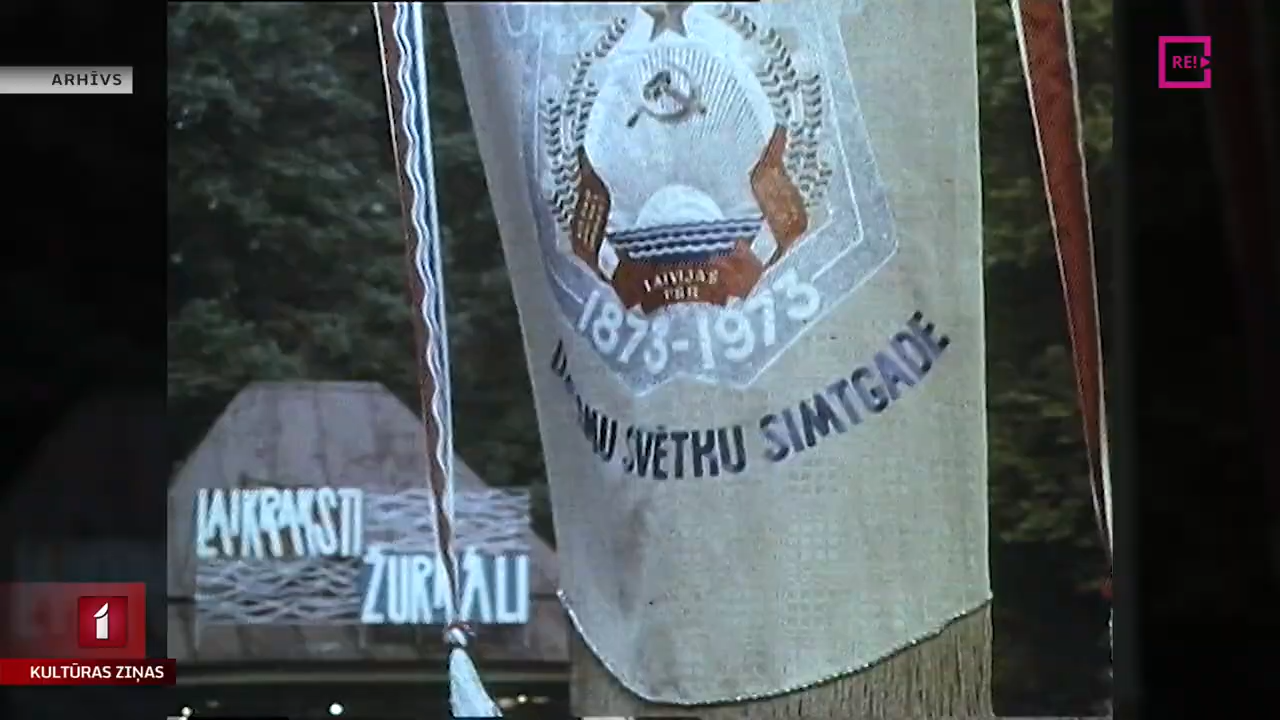 ARHĪVS
RE!
LATVIJAS
PSR
1873-1973
SVĒTKU SIMTGADE
LAIKRAKSTI
ŽURNĀLI
1
KULTŪRAS ZIŅAS